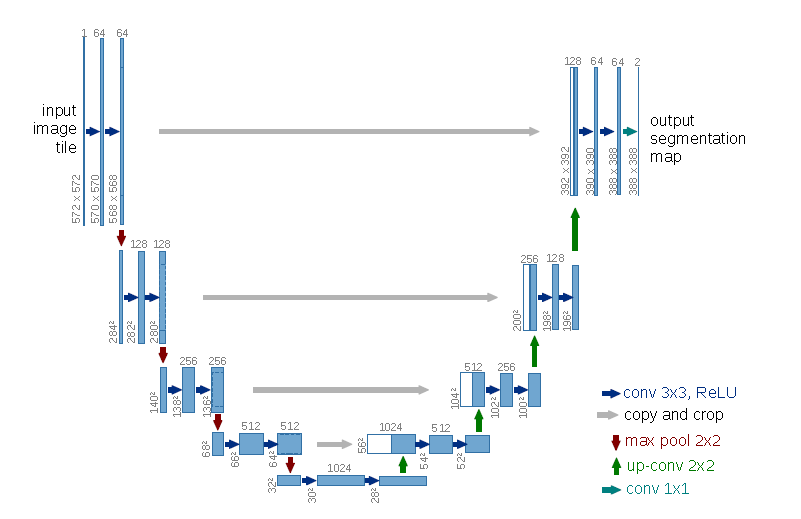 1 64 64
128 64 64 2
input
image
tile
output
segmentation
map
572 x 572
570 x 570
568 x 568
392 x 392
390 x 390
388 x 388
388 x 388
128 128
256 128
284²
282²
280²
200²
198²
196²
256 256
512 256
140²
138²
136²
104²
102²
100²
conv 3x3, ReLU
copy and crop
max pool 2x2
up-conv 2x2
conv 1x1
512 512
1024 512
68²
66²
64²
56²
54²
52²
1024
32²
30²
28²